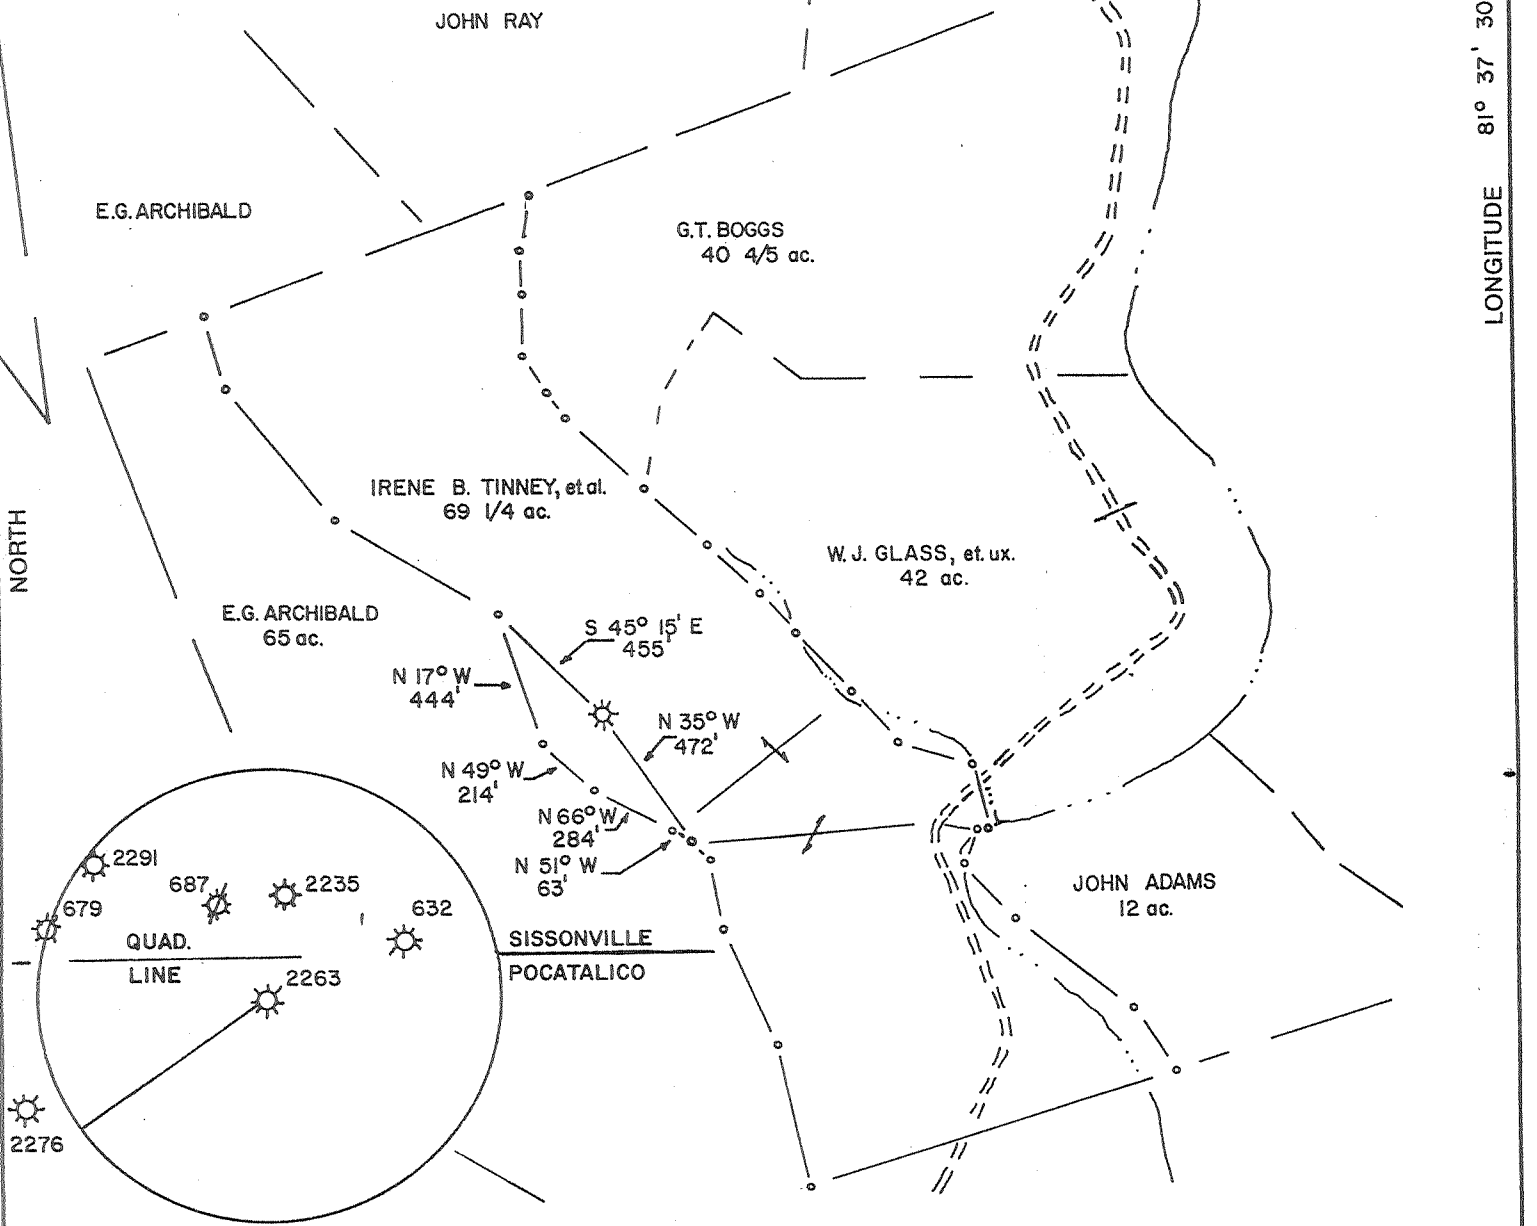 JOHN RAY
LONGITUDE 81° 37' 30
E.G. ARCHIBALD
G.T. BOGGS
40 4/5 ac.
IRENE B. TINNEY, et al.
69 1/4 ac.
NORTH
W.J. GLASS, et. ux.
42 ac.
E.G. ARCHIBALD
65 ac.
S 45° 15' E
455'
N 17° W
444'
N 35° W
472'
N 49° W
214'
N 66° W
284'
N 51° W
63'
2291
687
2235
679
632
JOHN ADAMS
12 ac.
QUAD.
LINE
SISSONVILLE
POCATALICO
2263
2276